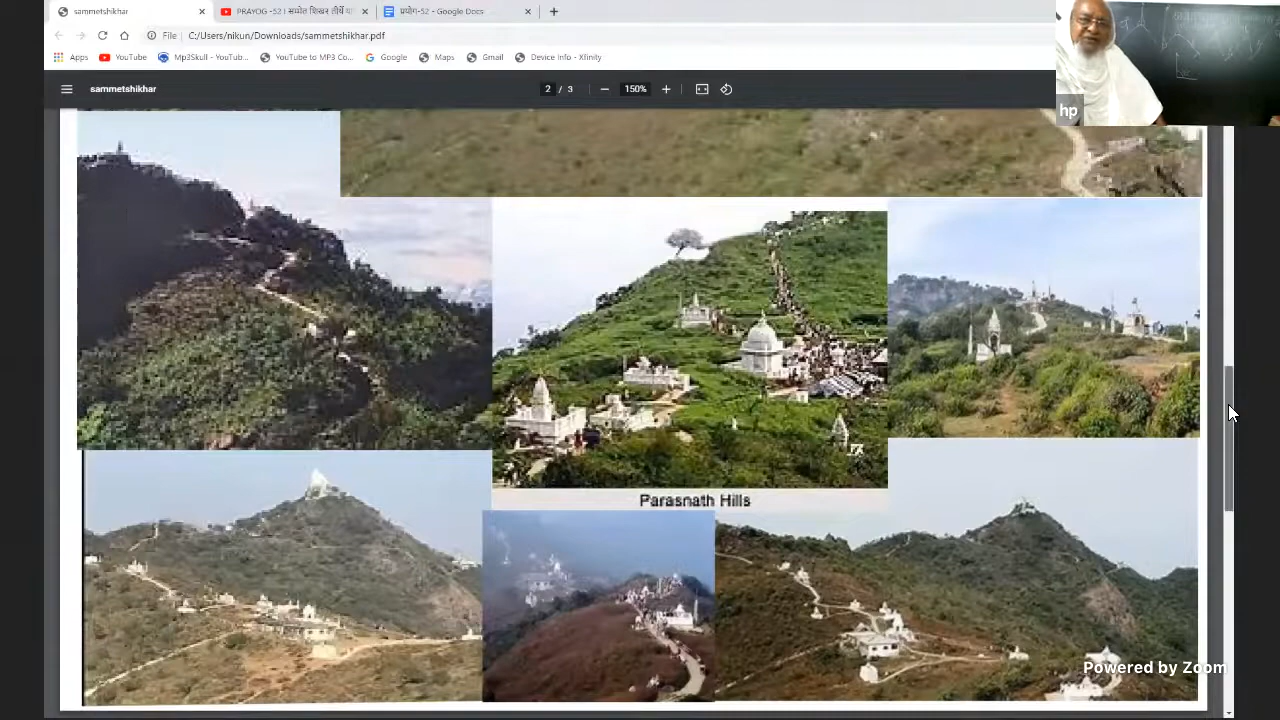 sammetshikhar
PRAYOG -52 I सम्मेत शिखर तीर्थ
प्रयोग-52 - Google Docs
File
C:/Users/nikun/Downloads/sammetshikhar.pdf
Apps
YouTube
Mp3Skull - YouTub...
YouTube to MP3 Co...
Google
Maps
Gmail
Device Info - Xfinity
sammetshikhar
2 / 3
150%
hp
Parasnath Hills
Powered by Zoom